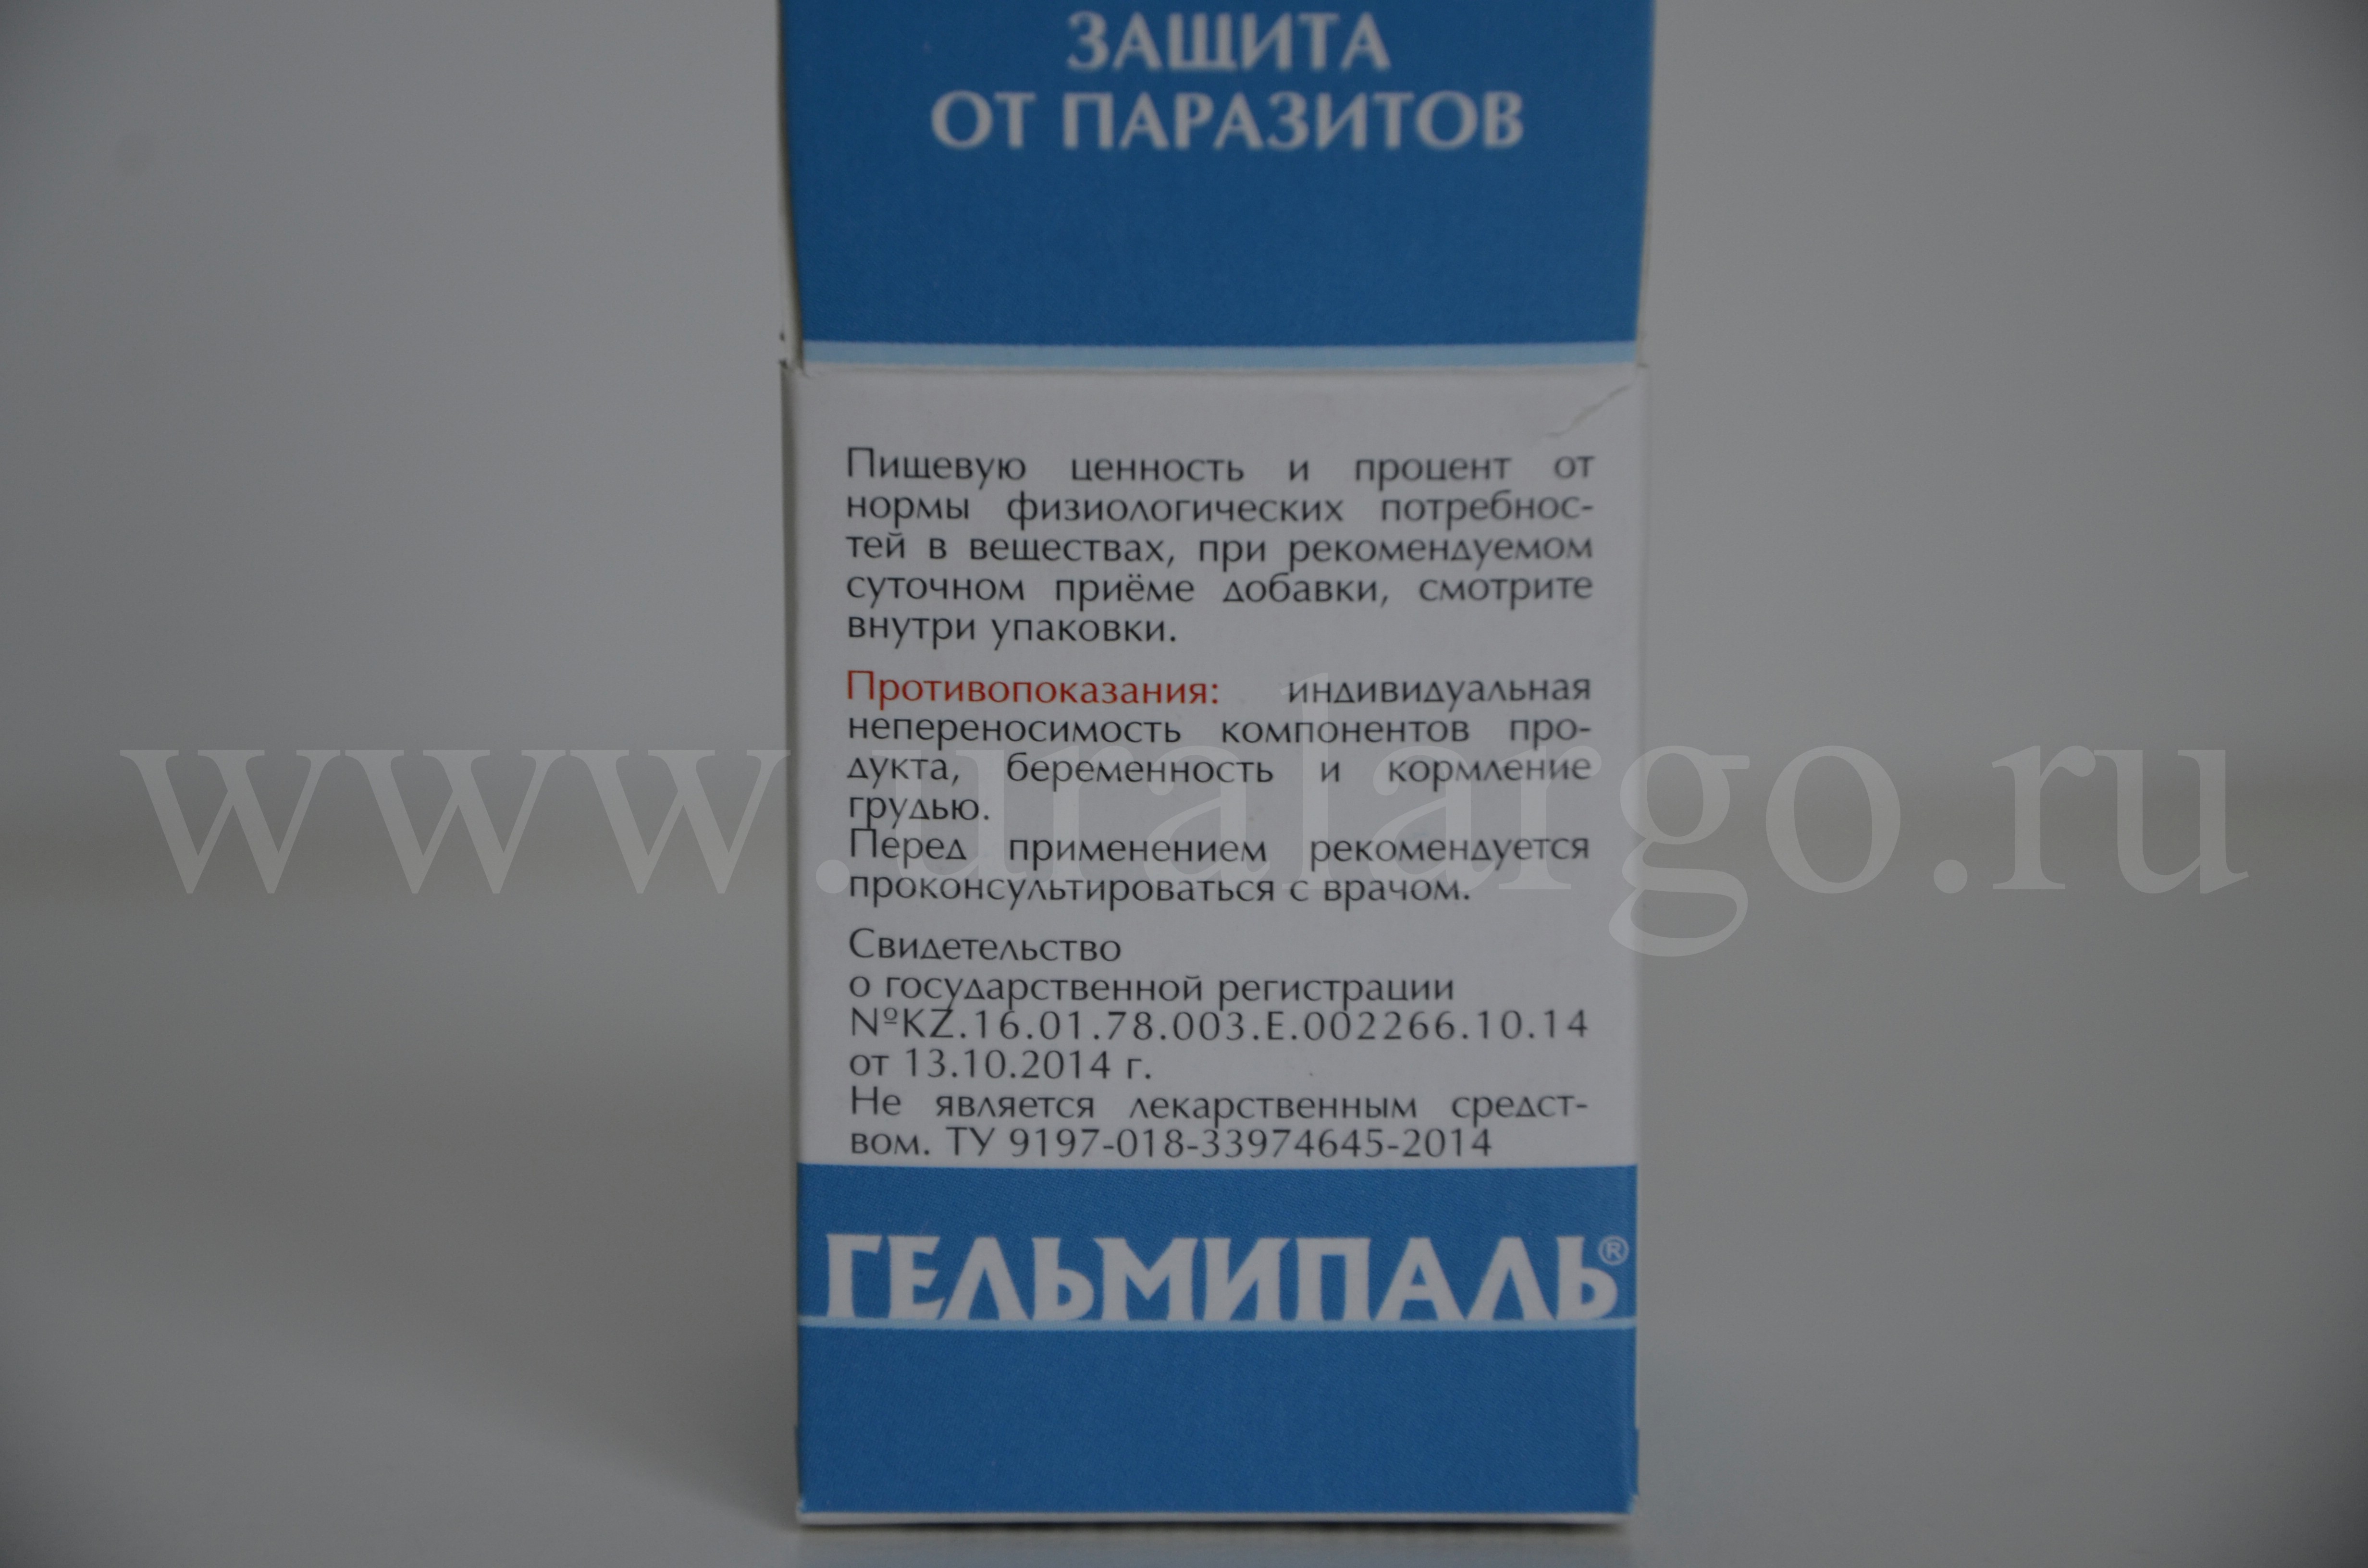 ЗАЩИТА
ОТ ПАРАЗИТОВ
Пищевую ценность и процент от
нормы физиологических потребнос-
тей в веществах, при рекомендуемом
суточном приёме добавки, смотрите
внутри упаковки.
Противопоказания: индивидуальная
непереносимость компонентов про-
дукта, беременность и кормление
грудью.
Перед применением рекомендуется
проконсультироваться с врачом.
www.uralargo.ru
Свидетельство
о государственной регистрации
№KZ.16.01.78.003.Е.002266.10.14
от 13.10.2014 г.
Не является лекарственным средст-
вом. ТУ 9197-018-33974645-2014
ГЕЛЬМИПАЛЬ®